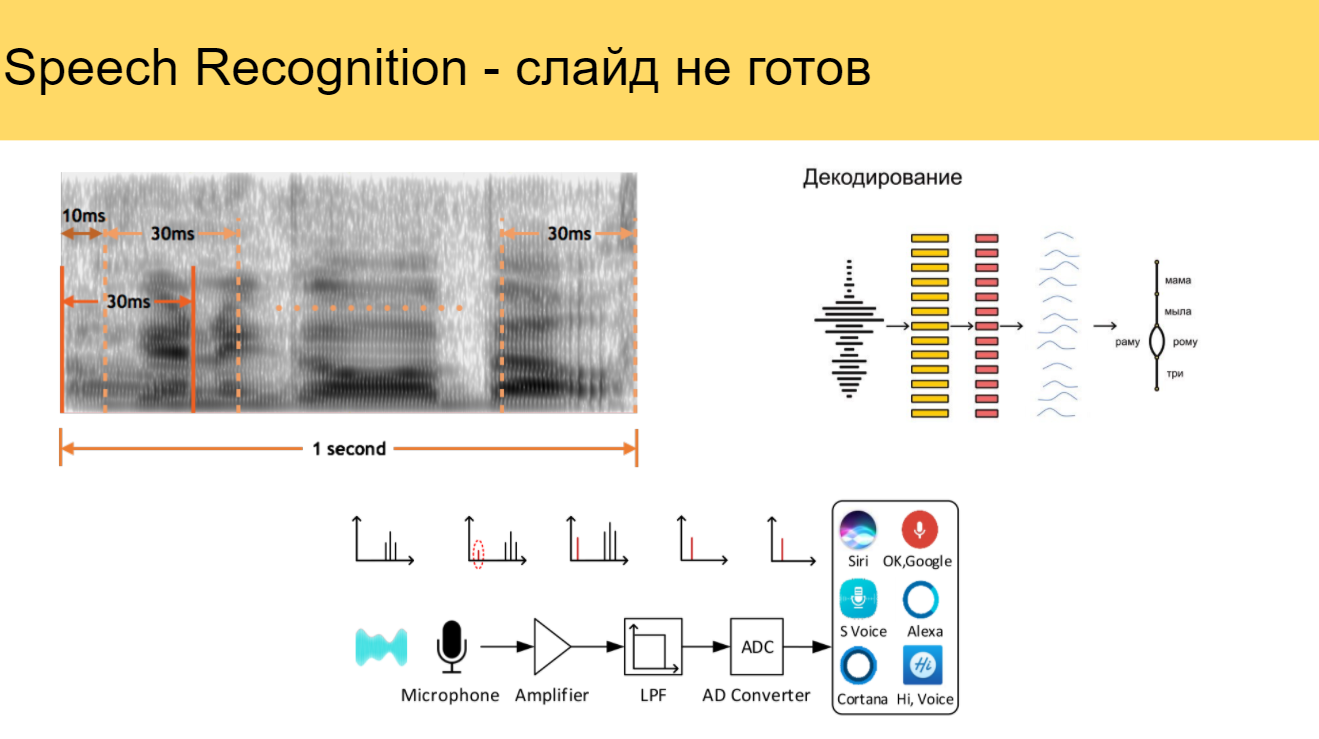 Speech Recognition - слайд не готов
10ms
30ms
30ms
30ms
1 second
Декодирование
мама
мыла
раму
рому
три
Siri
OK,Google
S Voice
Alexa
Cortana
Hi, Voice
Hi
ADC
Microphone
Amplifier
LPF
AD Converter